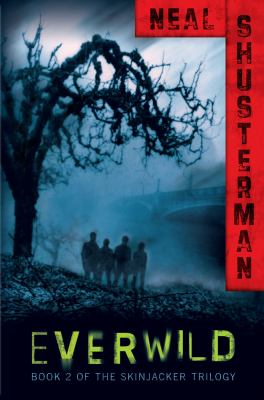 NEAL
SHUSTERMAN
EVERWILD
BOOK 2 OF THE SKINJACKER TRILOGY